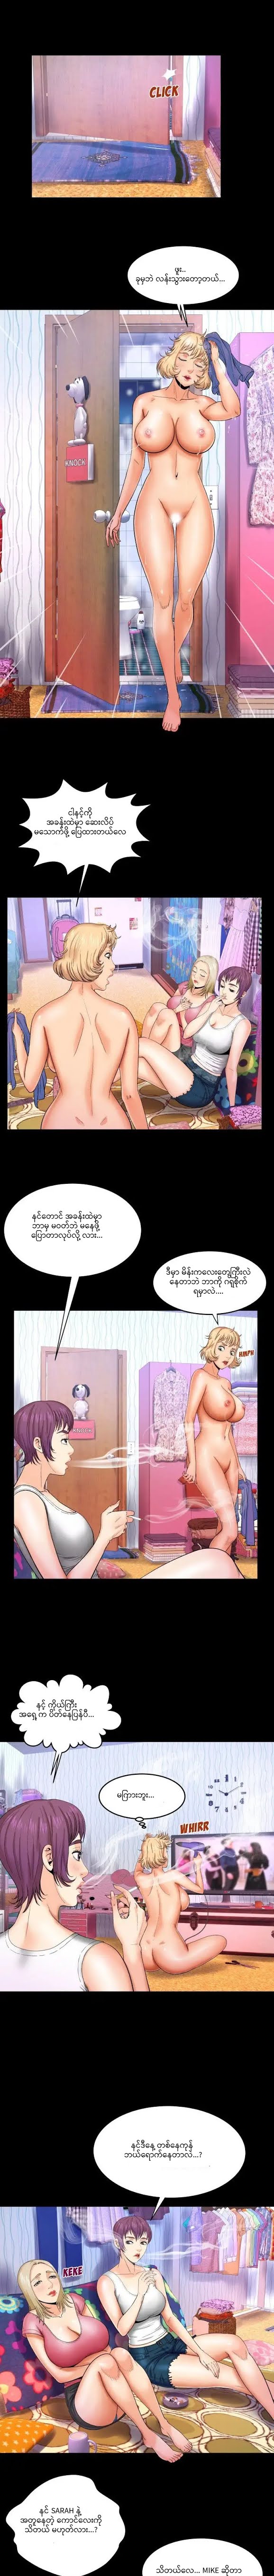 CLICK
ဖူး..
ခုမှဘဲ လန်းသွားတော့တယ်...
KNOCK
ငါနင့်ကို
အခန်းထဲမှာ ဆေးလိပ်
မသောက်ဖို့ ပြေထားတယ်လေ
နင်တောင် အခန်းထဲမှာ
ဘာမှ မဝတ်ဘဲ မနေဖို့
ပြောတာလုပ်လို့ လား...
ဒီမှာ မိန်းကလေးတွေကြီးလဲ
နေတာဘဲ ဘာကို ဂရုစိုက်
ရမှာလဲ....
HMPH
KNOCK
နင့် ကိုယ်ကြီး
အရှေ့ က ပိတ်နေပြန်ပီ...
မကြားဘူး...
WHIRR
နင်ဒီနေ့ တစ်နေကုန်
ဘယ်ရောက်နေတာလဲ...?
KEKE
နင် SARAH နဲ့
အတူနေတဲ့ ကောင်လေးကို
သိတယ် မဟုတ်လား...?
သိတယ်လေ... MIKE ဆိုတာ